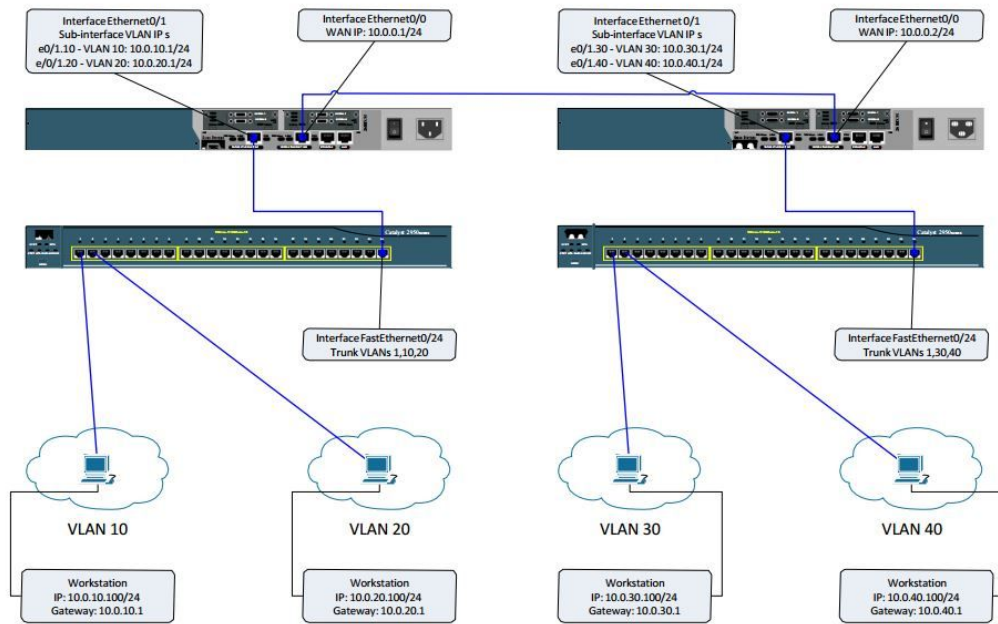 Interface Ethernet0/1
Sub-interface VLAN IP s
e0/1.10 - VLAN 10: 10.0.10.1/24
e/0/1.20 - VLAN 20: 10.0.20.1/24
Interface Ethernet0/0
WAN IP: 10.0.0.1/24
Interface Ethernet 0/1
Sub-interface VLAN IP s
e0/1.30 - VLAN 30: 10.0.30.1/24
e0/1.40 - VLAN 40: 10.0.40.1/24
Interface Ethernet0/0
WAN IP: 10.0.0.2/24
Catalyst 2950
Catalyst 2950
Interface FastEthernet0/24
Trunk VLANs 1,10,20
Interface FastEthernet0/24
Trunk VLANs 1,30,40
VLAN 10
VLAN 20
VLAN 30
VLAN 40
Workstation
IP: 10.0.10.100/24
Gateway: 10.0.10.1
Workstation
IP: 10.0.20.100/24
Gateway: 10.0.20.1
Workstation
IP: 10.0.30.100/24
Gateway: 10.0.30.1
Workstation
IP: 10.0.40.100/24
Gateway: 10.0.40.1